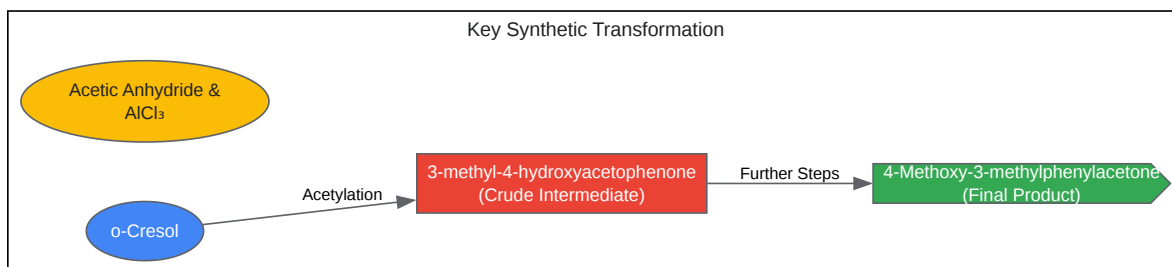 Key Synthetic Transformation
Acetic Anhydride &
AlCl₃
3-methyl-4-hydroxyacetophenone
(Crude Intermediate)
Further Steps
4-Methoxy-3-methylphenylacetone
(Final Product)
Acetylation
o-Cresol